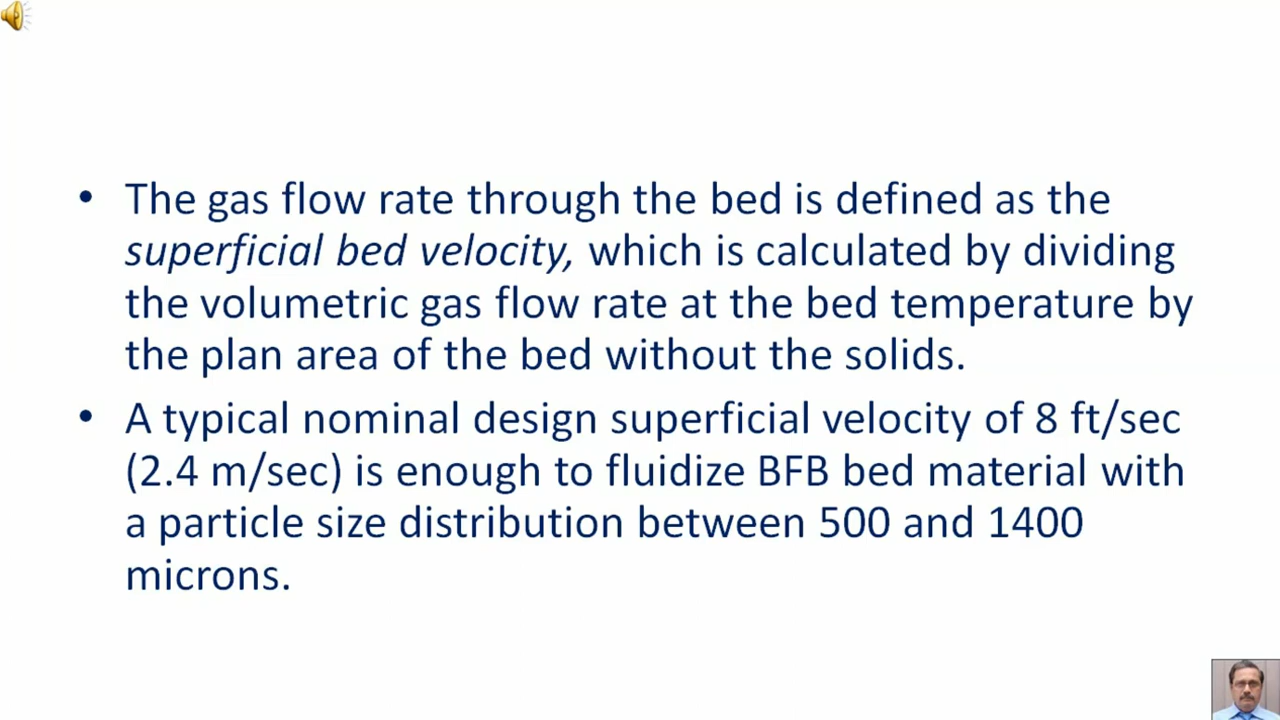 • The gas flow rate through the bed is defined as the
superficial bed velocity, which is calculated by dividing
the volumetric gas flow rate at the bed temperature by
the plan area of the bed without the solids.
• A typical nominal design superficial velocity of 8 ft/sec
(2.4 m/sec) is enough to fluidize BFB bed material with
a particle size distribution between 500 and 1400
microns.